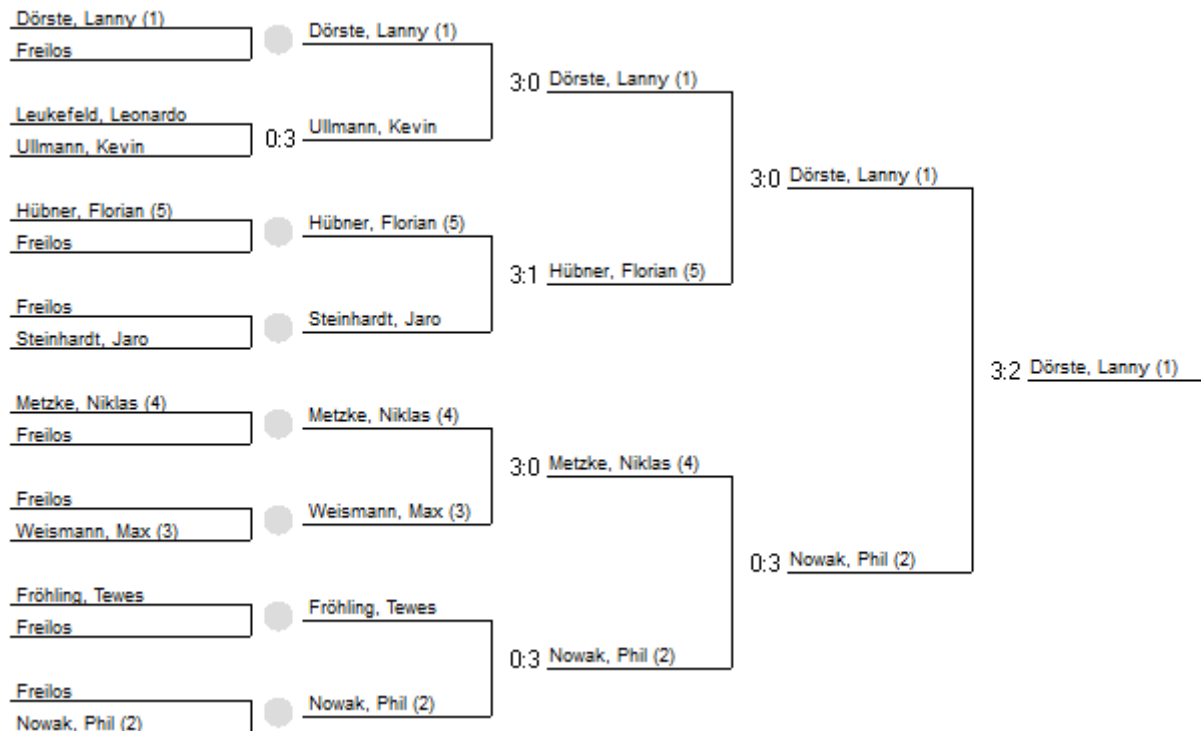 Dörste, Lanny (1)
Freilos
Leukefeld, Leonardo
Ullmann, Kevin
Hübner, Florian (5)
Freilos
Freilos
Steinhardt, Jaro
Metzke, Niklas (4)
Freilos
Freilos
Weismann, Max (3)
Fröhling, Tewes
Freilos
Freilos
Nowak, Phil (2)
Dörste, Lanny (1)
0:3 Ullmann, Kevin
Hübner, Florian (5)
Steinhardt, Jaro
Metzke, Niklas (4)
Weismann, Max (3)
Fröhling, Tewes
Nowak, Phil (2)
3:0 Dörste, Lanny (1)
3:1 Hübner, Florian (5)
3:0 Metzke, Niklas (4)
0:3 Nowak, Phil (2)
3:0 Dörste, Lanny (1)
0:3 Nowak, Phil (2)
3:2 Dörste, Lanny (1)